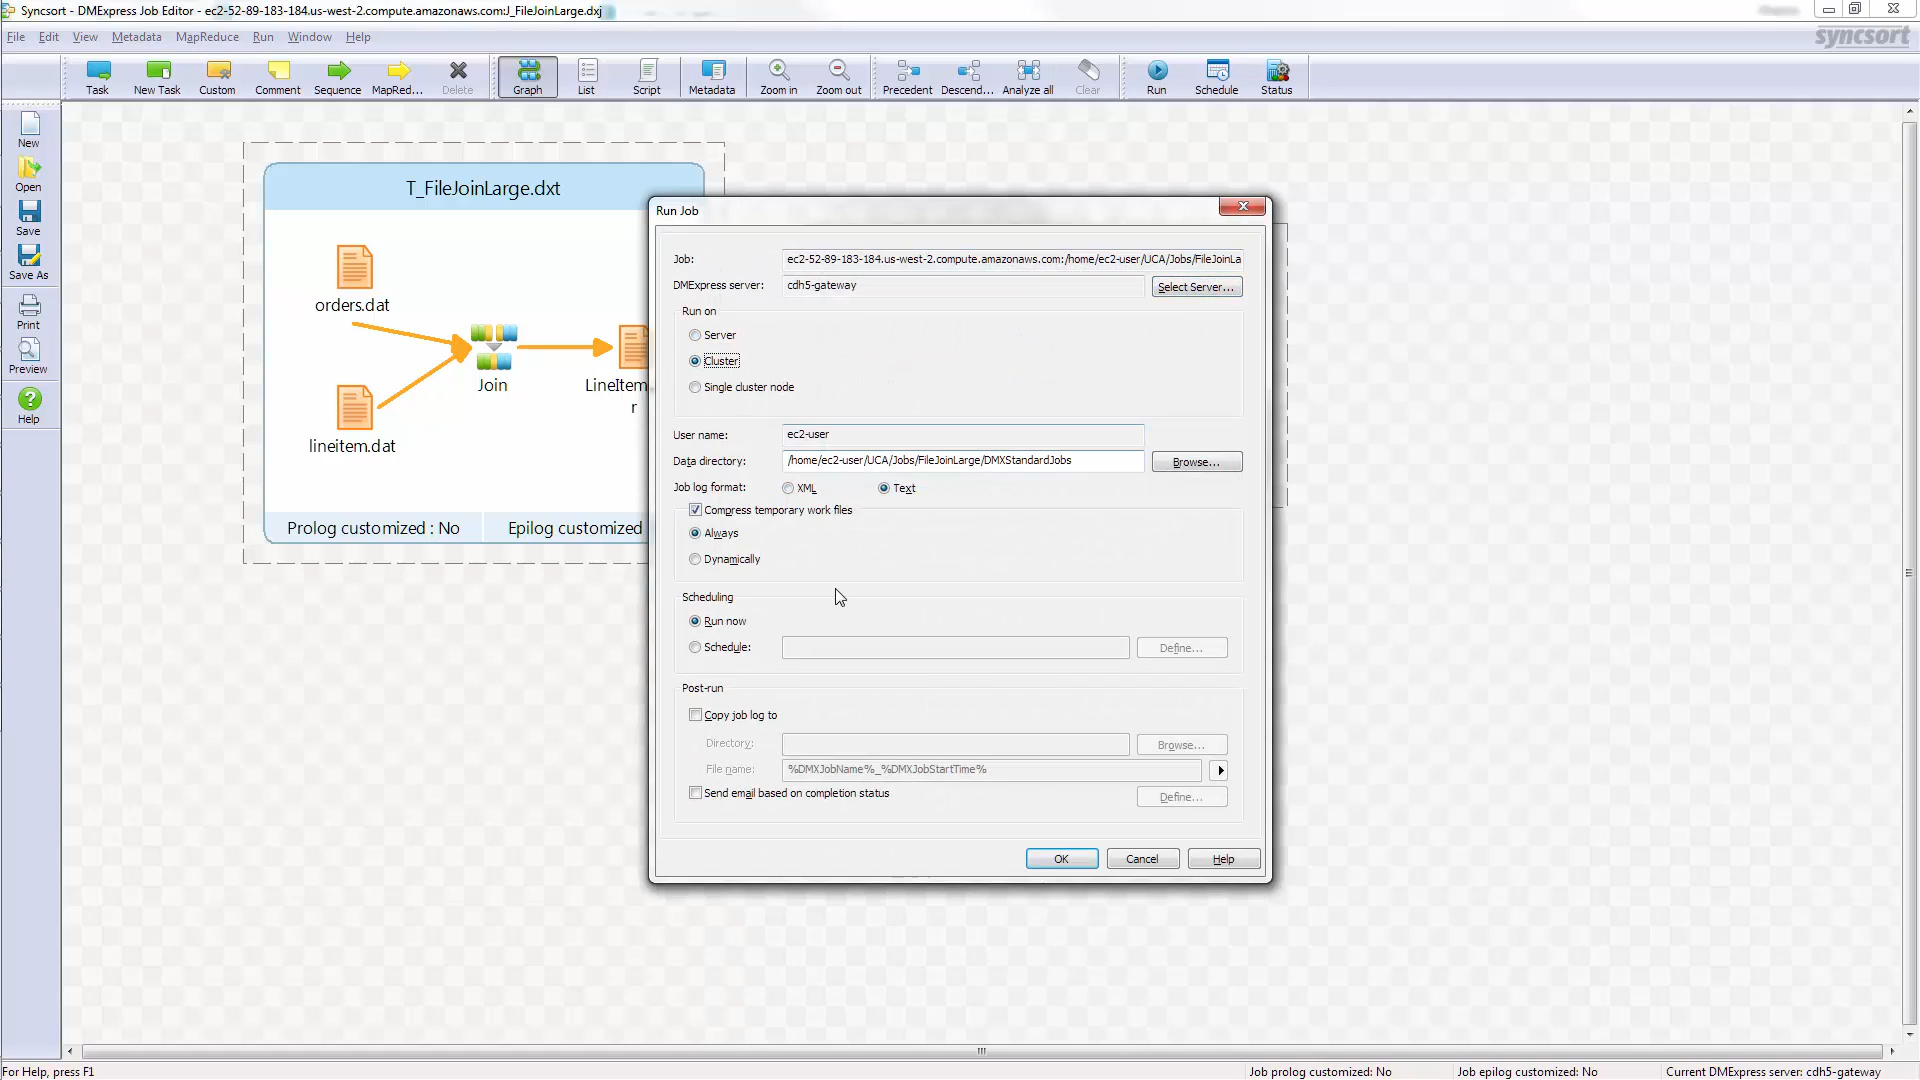 Syncsort - DMExpress Job Editor - ec2-52-89-183-184.us-west-2.compute.amazonaws.com:J_FileJoinLarge.dxj
File Edit View Metadata MapReduce Run Window Help
syncsort
Task New Task Custom Comment Sequence MapRed... Delete Graph List Script Metadata Zoom in Zoom out Precedent Descend... Analyze all Clear Run Schedule Status
New
Open
Save
Save As
Print
Preview
Help
T_FileJoinLarge.dxt
orders.dat
Join
LineItem
r
lineitem.dat
Prolog customized : No Epilog customized
Run Job
Job: ec2-52-89-183-184.us-west-2.compute.amazonaws.com:/home/ec2-user/UCA/Jobs/FileJoinLa
DMExpress server: cdh5-gateway Select Server...
Run on
Server
Cluster
Single cluster node
User name: ec2-user
Data directory: /home/ec2-user/UCA/Jobs/FileJoinLarge/DMXStandardJobs Browse...
Job log format: XML Text
Compress temporary work files
Always
Dynamically
Scheduling
Run now
Schedule: Define...
Post-run
Copy job log to
Directory: Browse...
File name: %DMXJobName%_%DMXJobStartTime%
Send email based on completion status Define...
OK Cancel Help
For Help, press F1 Job prolog customized: No Job epilog customized: No Current DMExpress server: cdh5-gateway